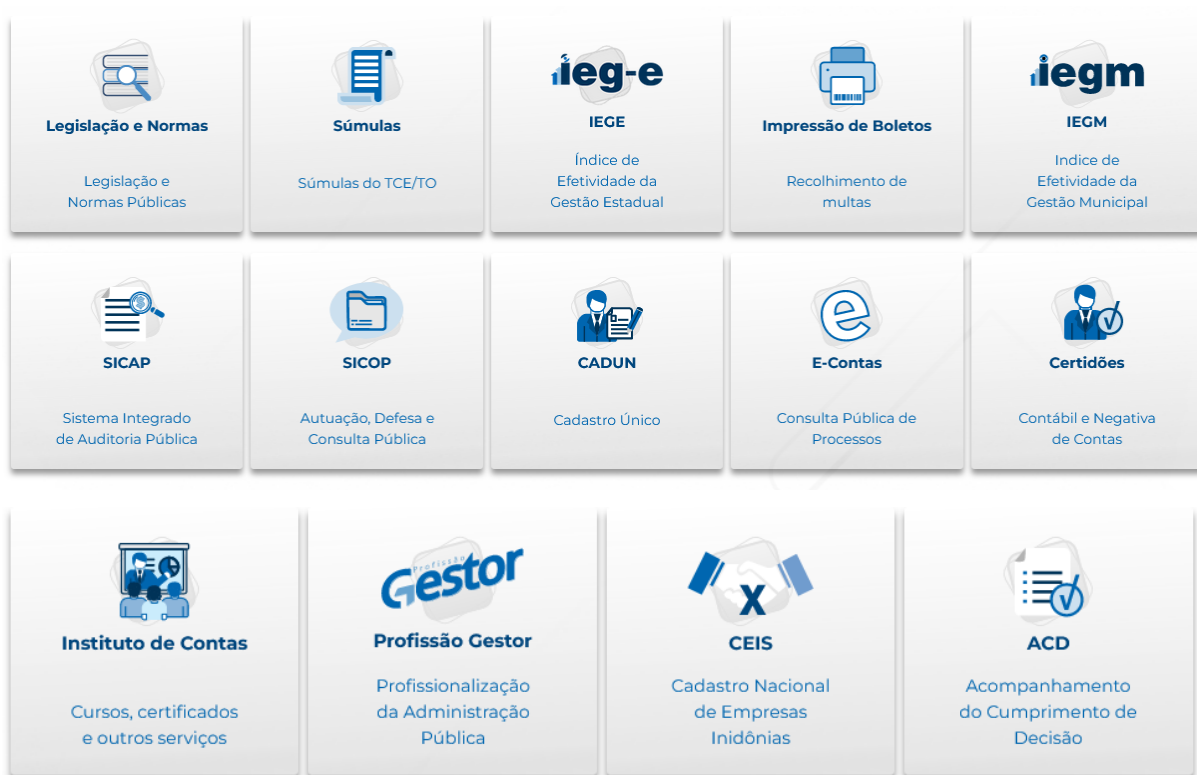 ieg-e
iegm
Legislação e Normas
Súmulas
IEGE
Impressão de Boletos
IEGM
Legislação e
Normas Públicas
Súmulas do TCE/TO
Índice de
Efetividade da
Gestão Estadual
Recolhimento de
multas
Indice de
Efetividade da
Gestão Municipal
SICAP
SICOP
CADUN
e
E-Contas
Certidões
Sistema Integrado
de Auditoria Pública
Autuação, Defesa e
Consulta Pública
Cadastro Único
Consulta Pública de
Processos
Contábil e Negativa
de Contas
Profissão
Gestor
X
Instituto de Contas
Profissão Gestor
CEIS
ACD
Cursos, certificados
e outros serviços
Profissionalização
da Administração
Pública
Cadastro Nacional
de Empresas
Inidônias
Acompanhamento
do Cumprimento de
Decisão